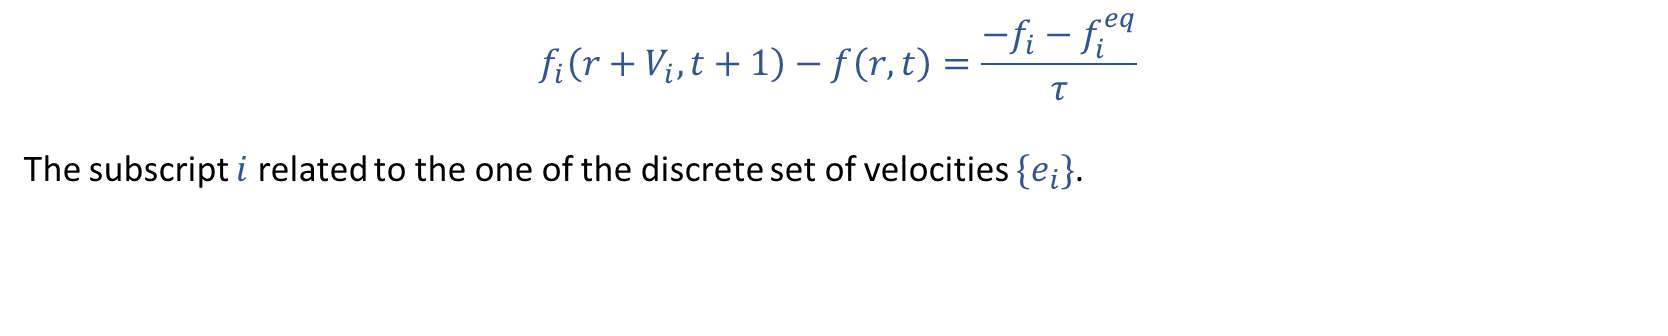 f_i(r + V_i, t + 1) − f(r, t) = \frac{−f_i − f_i^{eq}}{τ}
The subscript i related to the one of the discrete set of velocities {e_i}.